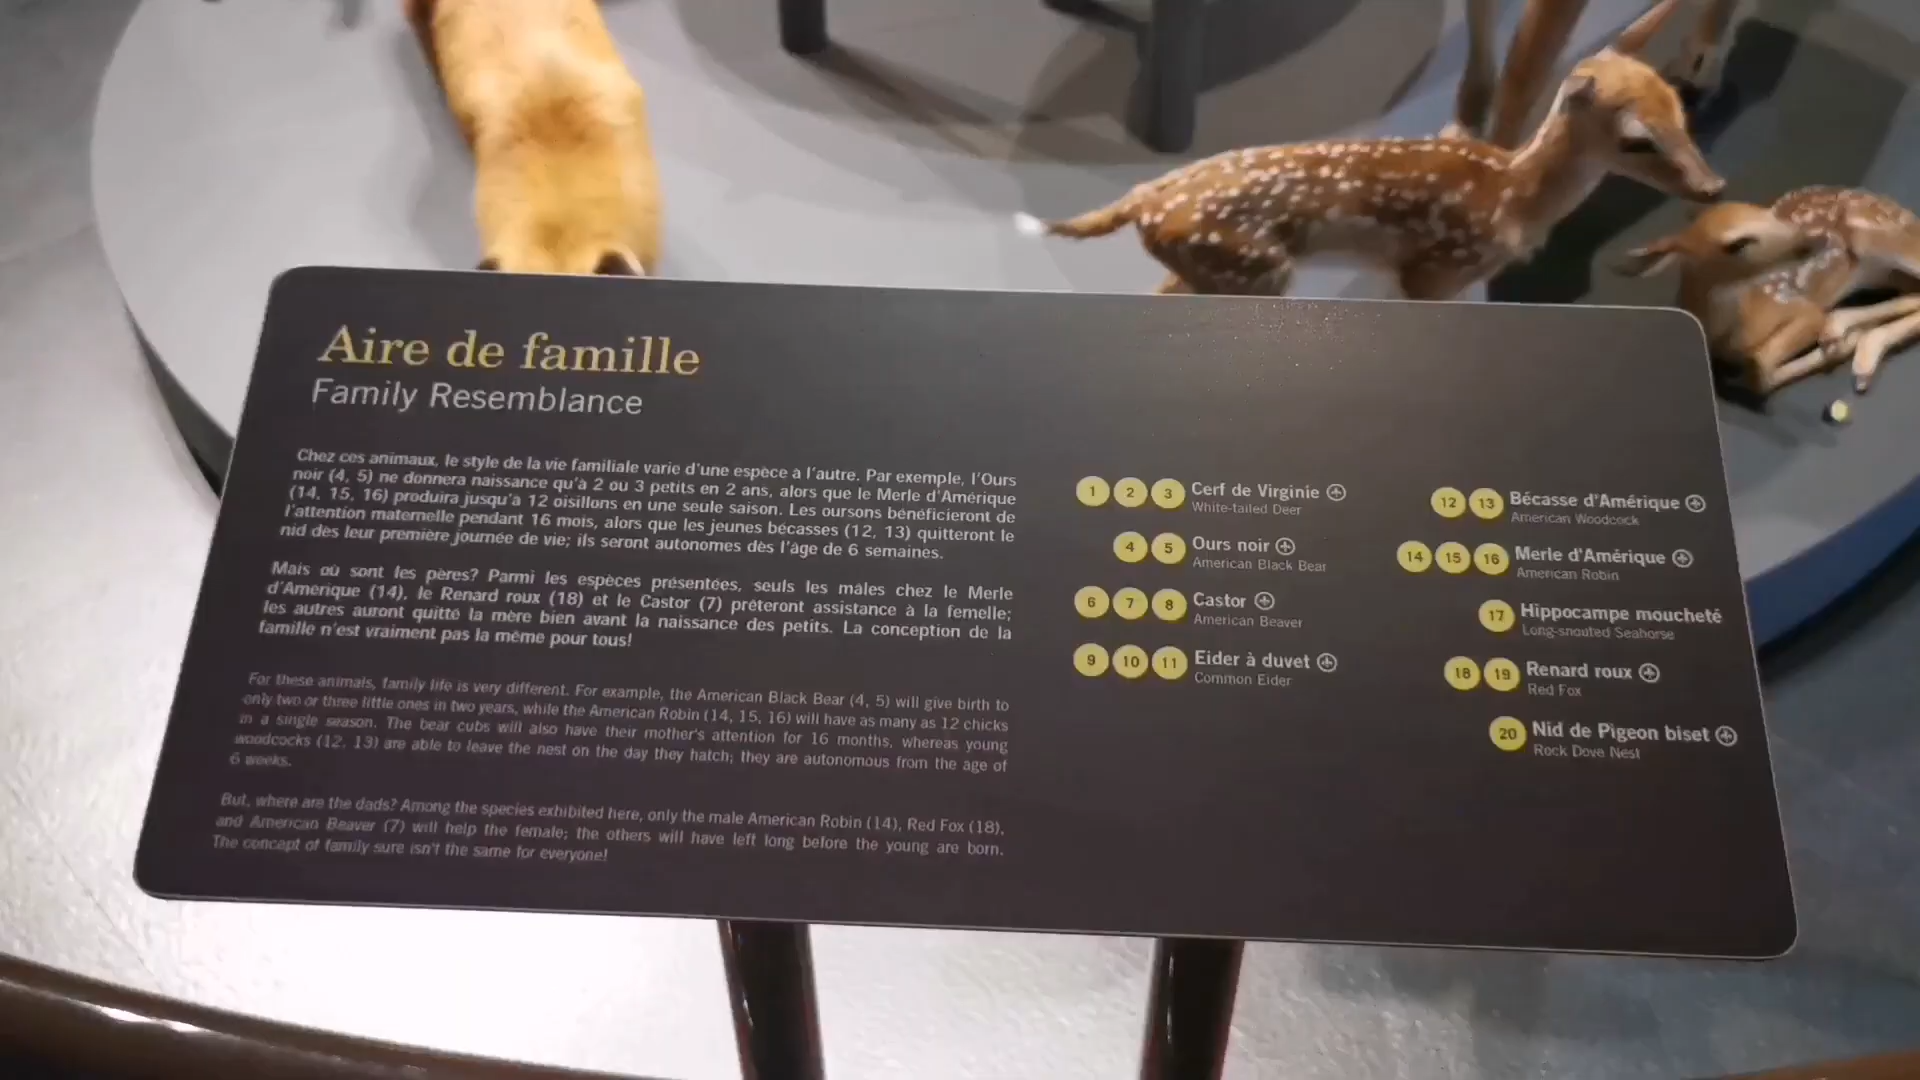 Aire de famille
Family Resemblance
Chez ces animaux, le style de la vie familiale varie d'une espèce à l'autre. Par exemple, l'Ours
noir (4, 5) ne donnera naissance qu'à 2 ou 3 petits en 2 ans, alors que le Merle d'Amérique
(14, 15, 16) produira jusqu'à 12 oisillons en une seule saison. Les oursons bénéficieront de
l'attention maternelle pendant 16 mois, alors que les jeunes bécasses (12, 13) quitteront le
nid dès leur première journée de vie; ils seront autonomes dès l'âge de 6 semaines.
Mais où sont les pères? Parmi les espèces présentées, seuls les mâles chez le Merle
d'Amérique (14), le Renard roux (18) et le Castor (7) prêteront assistance à la femelle;
les autres auront quitté la mère bien avant la naissance des petits. La conception de la
famille n'est vraiment pas la même pour tous!
For these animals, family life is very different. For example, the American Black Bear (4, 5) will give birth to
only two or three little ones in two years, while the American Robin (14, 15, 16) will have as many as 12 chicks
in a single season. The bear cubs will also have their mother's attention for 16 months, whereas young
woodcocks (12, 13) are able to leave the nest on the day they hatch; they are autonomous from the age of
6 weeks.
But, where are the dads? Among the species exhibited here, only the male American Robin (14), Red Fox (18),
and American Beaver (7) will help the female; the others will have left long before the young are born.
The concept of family sure isn't the same for everyone!
1 2 3 Cerf de Virginie
White-tailed Deer
4 5 Ours noir
American Black Bear
6 7 8 Castor
American Beaver
9 10 11 Eider à duvet
Common Eider
12 13 Bécasse d'Amérique
American Woodcock
14 15 16 Merle d'Amérique
American Robin
17 Hippocampe moucheté
Long-snouted Seahorse
18 19 Renard roux
Red Fox
20 Nid de Pigeon biset
Rock Dove Nest